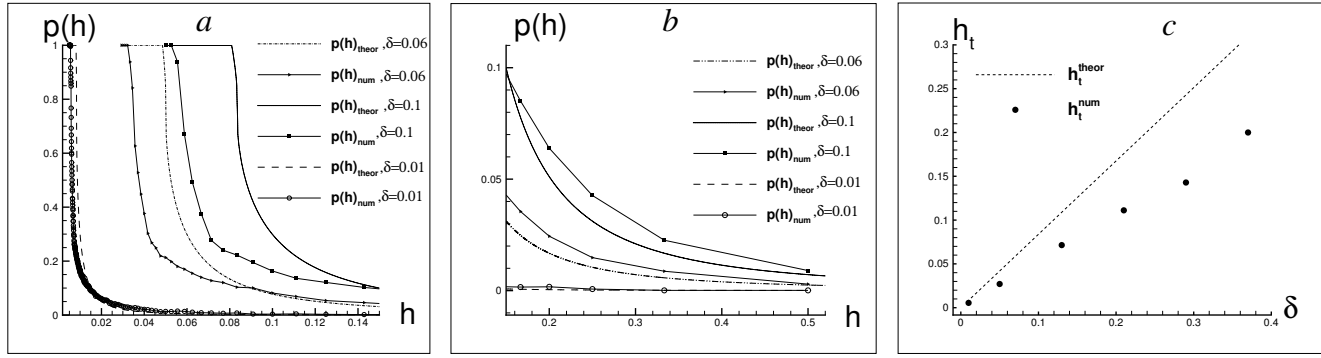 a
p(h)
p(h)theor ,δ=0.06
p(h)num ,δ=0.06
p(h)theor ,δ=0.1
p(h)num ,δ=0.1
p(h)theor ,δ=0.01
p(h)num ,δ=0.01
1
0.8
0.6
0.4
0.2
0
0.02 0.04 0.06 0.08 0.1 0.12 0.14
h
b
p(h)
p(h)theor ,δ=0.06
p(h)num ,δ=0.06
p(h)theor ,δ=0.1
p(h)num ,δ=0.1
p(h)theor ,δ=0.01
p(h)num ,δ=0.01
0.1
0.05
0
0.2 0.3 0.4 0.5
h
c
ht
httheor
htnum
0.3
0.25
0.2
0.15
0.1
0.05
0
0 0.1 0.2 0.3 0.4
δ